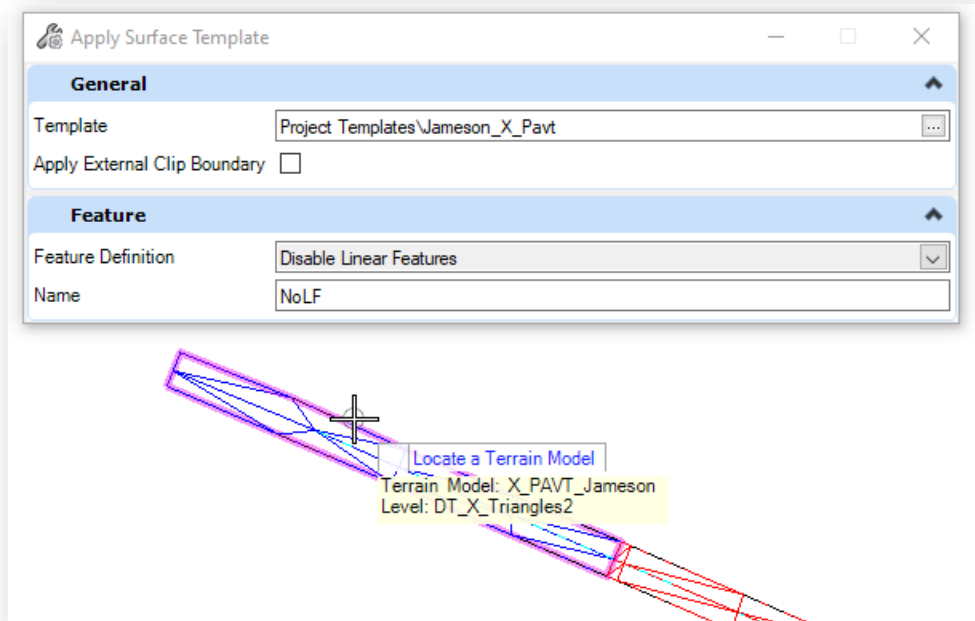 Apply Surface Template
General
Template
Project Templates\Jameson_X_Pavt
...
Apply External Clip Boundary
Feature
Feature Definition
Disable Linear Features
Name
NoLF
Locate a Terrain Model
Terrain Model: X_PAVT_Jameson
Level: DT_X_Triangles2